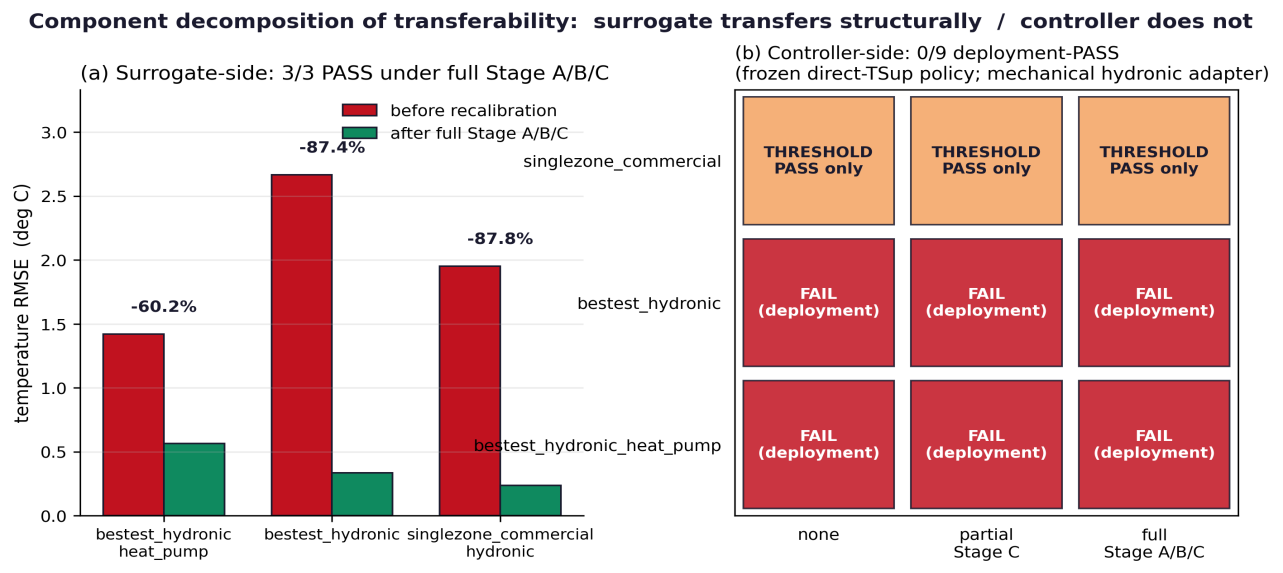 Component decomposition of transferability:  surrogate transfers structurally  /  controller does not
(a) Surrogate-side: 3/3 PASS under full Stage A/B/C
before recalibration
after full Stage A/B/C
temperature RMSE  (deg C)
3.0
2.5
2.0
1.5
1.0
0.5
0.0
-60.2%
-87.4%
-87.8%
bestest_hydronic
heat_pump
bestest_hydronic
singlezone_commercial
hydronic
(b) Controller-side: 0/9 deployment-PASS
(frozen direct-TSup policy; mechanical hydronic adapter)
singlezone_commercial
THRESHOLD
PASS only
THRESHOLD
PASS only
THRESHOLD
PASS only
bestest_hydronic
FAIL
(deployment)
FAIL
(deployment)
FAIL
(deployment)
bestest_hydronic_heat_pump
FAIL
(deployment)
FAIL
(deployment)
FAIL
(deployment)
none
partial
Stage C
full
Stage A/B/C